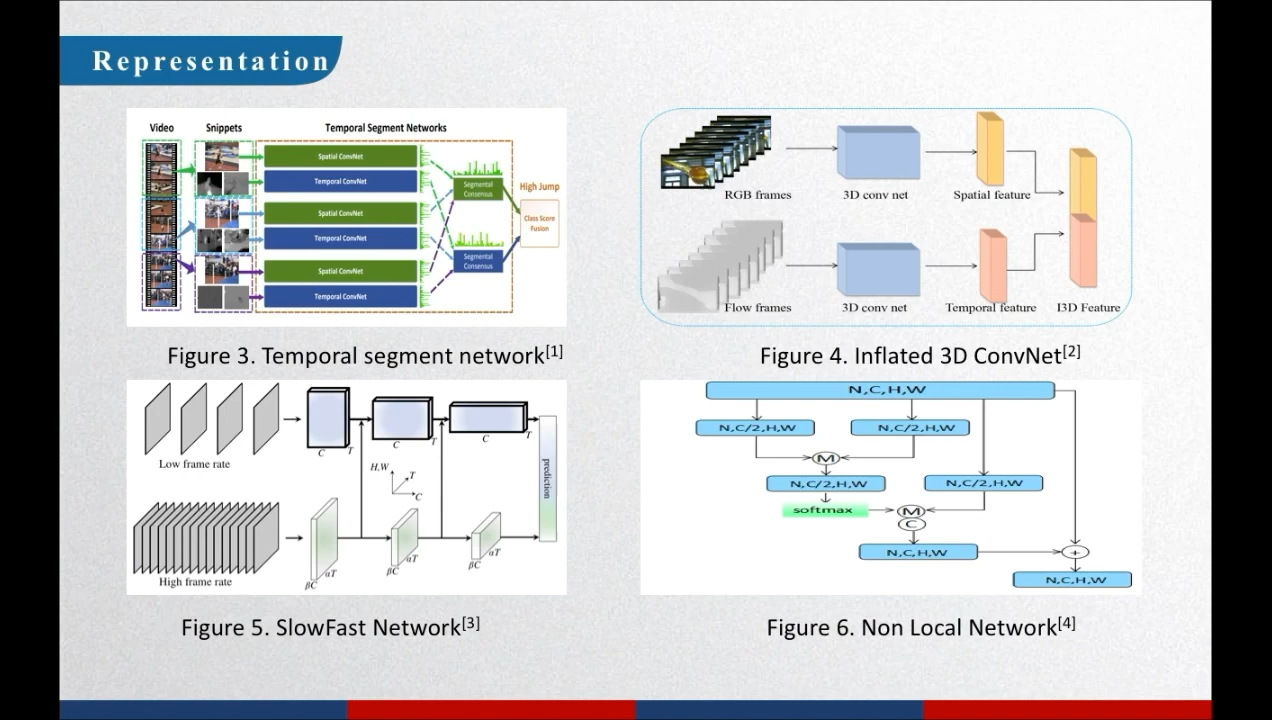 Representation
Video
Snippets
Temporal Segment Networks
Spatial ConvNet
Temporal ConvNet
Spatial ConvNet
Temporal ConvNet
Spatial ConvNet
Temporal ConvNet
Segmental
Consensus
Segmental
Consensus
High Jump
Class Score
Fusion
Figure 3. Temporal segment network[1]
RGB frames
3D conv net
Spatial feature
Flow frames
3D conv net
Temporal feature
I3D Feature
Figure 4. Inflated 3D ConvNet[2]
Low frame rate
C
T
C
T
C
T
H,W
T
C
prediction
High frame rate
βC
αT
βC
αT
βC
αT
Figure 5. SlowFast Network[3]
N,C,H,W
N,C/2,H,W
N,C/2,H,W
M
N,C/2,H,W
N,C/2,H,W
softmax
M
C
N,C,H,W
+
N,C,H,W
Figure 6. Non Local Network[4]